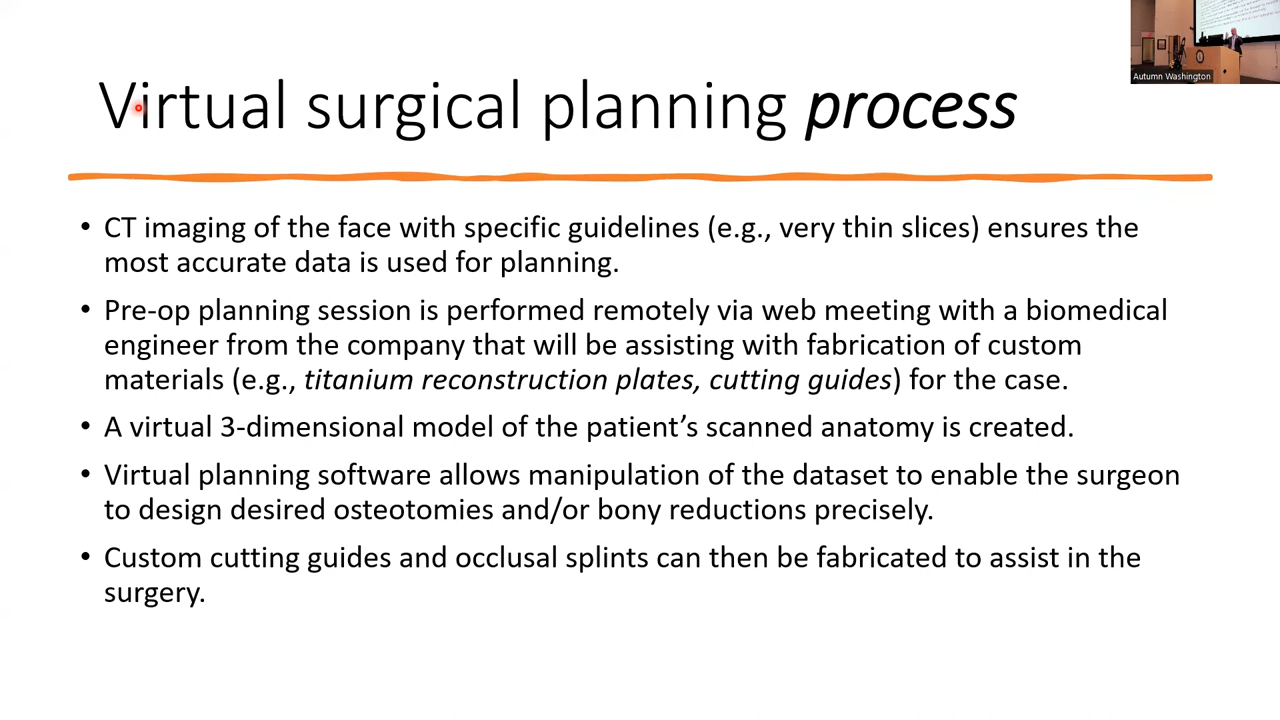 Virtual surgical planning process
• CT imaging of the face with specific guidelines (e.g., very thin slices) ensures the
most accurate data is used for planning.
• Pre-op planning session is performed remotely via web meeting with a biomedical
engineer from the company that will be assisting with fabrication of custom
materials (e.g., titanium reconstruction plates, cutting guides) for the case.
• A virtual 3-dimensional model of the patient’s scanned anatomy is created.
• Virtual planning software allows manipulation of the dataset to enable the surgeon
to design desired osteotomies and/or bony reductions precisely.
• Custom cutting guides and occlusal splints can then be fabricated to assist in the
surgery.
Autumn Washington